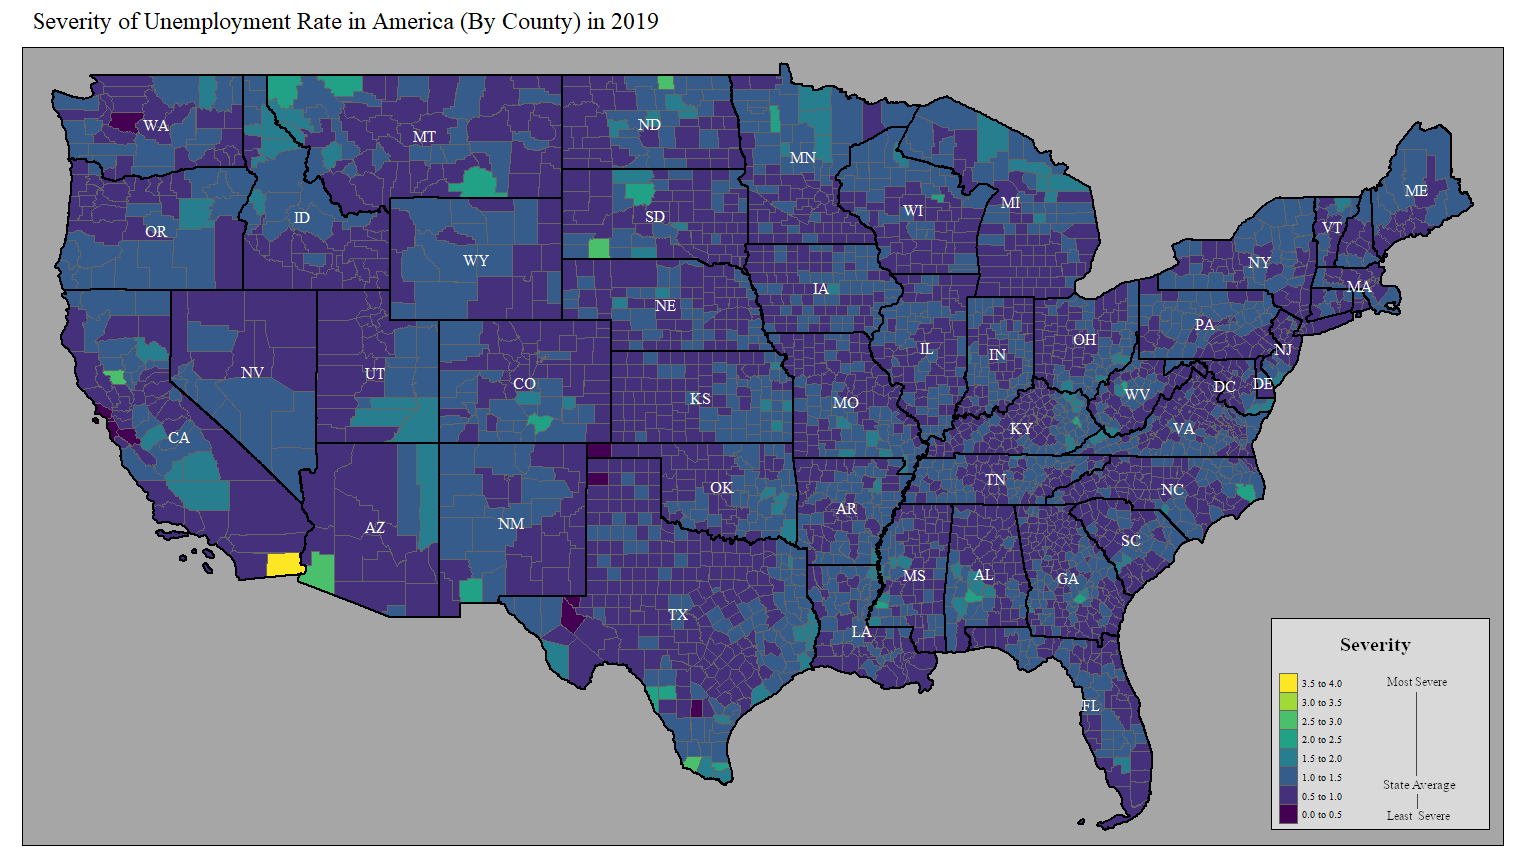 Severity of Unemployment Rate in America (By County) in 2019
WA
MT
ND
MN
ME
OR
ID
SD
WI
MI
VT
WY
NY
NE
IA
MA
PA
NV
UT
CO
IL
IN
OH
NJ
KS
MO
WV
DC
DE
CA
KY
VA
AZ
NM
OK
AR
TN
NC
SC
TX
MS
AL
GA
LA
FL
Severity
3.5 to 4.0
Most Severe
3.0 to 3.5
2.5 to 3.0
2.0 to 2.5
1.5 to 2.0
1.0 to 1.5
State Average
0.5 to 1.0
0.0 to 0.5
Least Severe